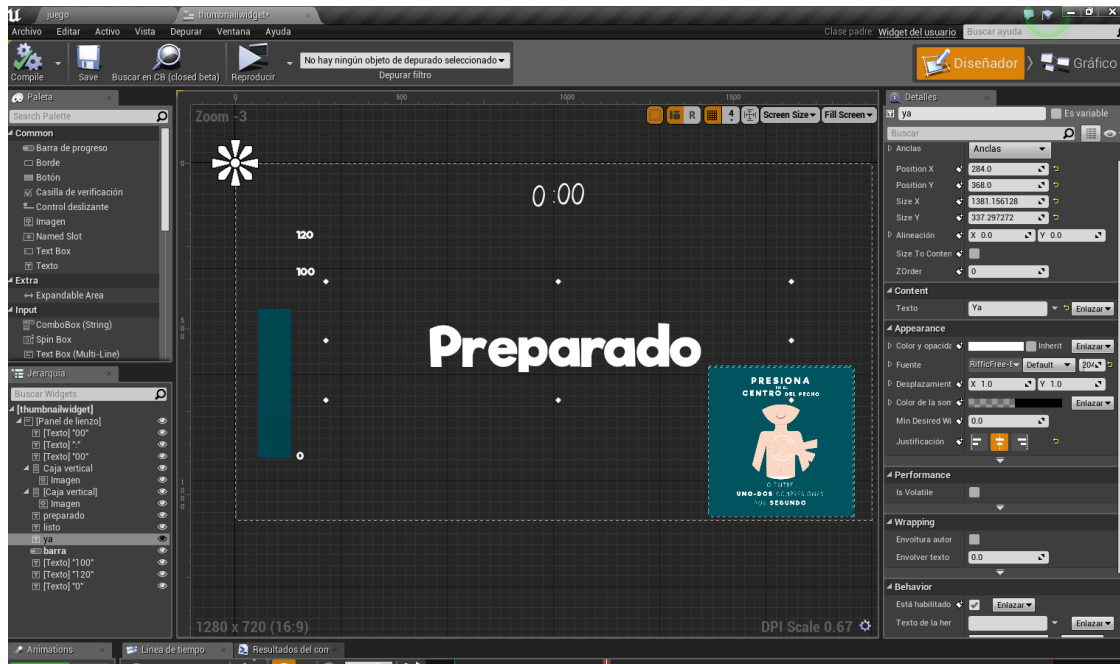 juego
thumbnailwidget*
Archivo Editar Activo Vista Depurar Ventana Ayuda
Clase padre: Widget del usuario
Buscar ayuda
Compile
Save
Buscar en CB (closed beta)
Reproducir
No hay ningún objeto de depurado seleccionado
Depurar filtro
Diseñador
Gráfico
Paleta
Search Palette
Common
Barra de progreso
Borde
Botón
Casilla de verificación
Control deslizante
Imagen
Named Slot
Text Box
Texto
Extra
Expandable Area
Input
ComboBox (String)
Spin Box
Text Box (Multi-Line)
Jerarquía
Buscar Widgets
[thumbnailwidget]
[Panel de lienzo]
[Texto] "00"
[Texto] ":"
[Texto] "00"
Caja vertical
Imagen
[Caja vertical]
Imagen
preparado
listo
ya
barra
[Texto] "100"
[Texto] "120"
[Texto] "0"
0 500 1000 1500
Zoom -3
R
4
Screen Size
Fill Screen
0
500
1000
0:00
120
100
Preparado
0
PRESIONA
EN EL
CENTRO DEL PECHO
UNO-DOS COMPRESIONES
POR SEGUNDO
1280 x 720 (16:9)
DPI Scale 0.67
Detalles
ya
Es variable
Buscar
Anclas Anclas
Position X 284.0
Position Y 368.0
Size X 1381.156128
Size Y 337.297272
Alineación X 0.0 Y 0.0
Size To Conten
ZOrder 0
Content
Texto Ya Enlazar
Appearance
Color y opacida Inherit Enlazar
Fuente RifficFree-E Default 204
Desplazamient X 1.0 Y 1.0
Color de la som Enlazar
Min Desired Wi 0.0
Justificación
Performance
Is Volatile
Wrapping
Envoltura autor
Envolver texto 0.0
Behavior
Está habilitado Enlazar
Texto de la her Enlazar
Animations
Línea de tiempo
Resultados del com